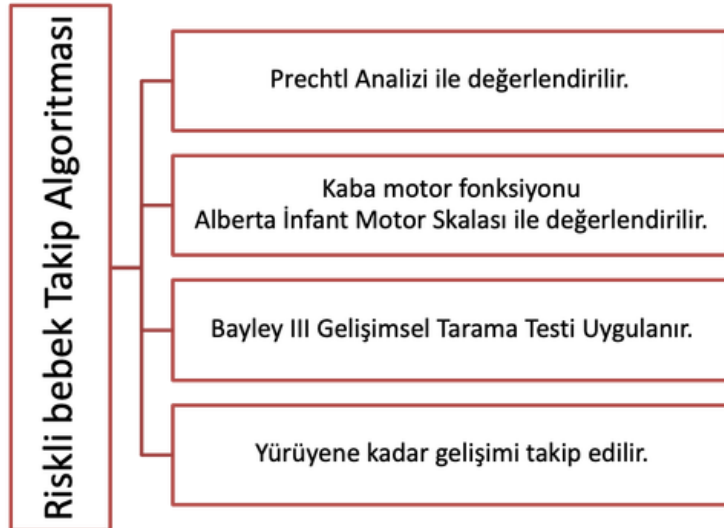 Riskli bebek Takip Algoritması
Prechtl Analizi ile değerlendirilir.
Kaba motor fonksiyonu
Alberta İnfant Motor Skalası ile değerlendirilir.
Bayley III Gelişimsel Tarama Testi Uygulanır.
Yürüyene kadar gelişimi takip edilir.